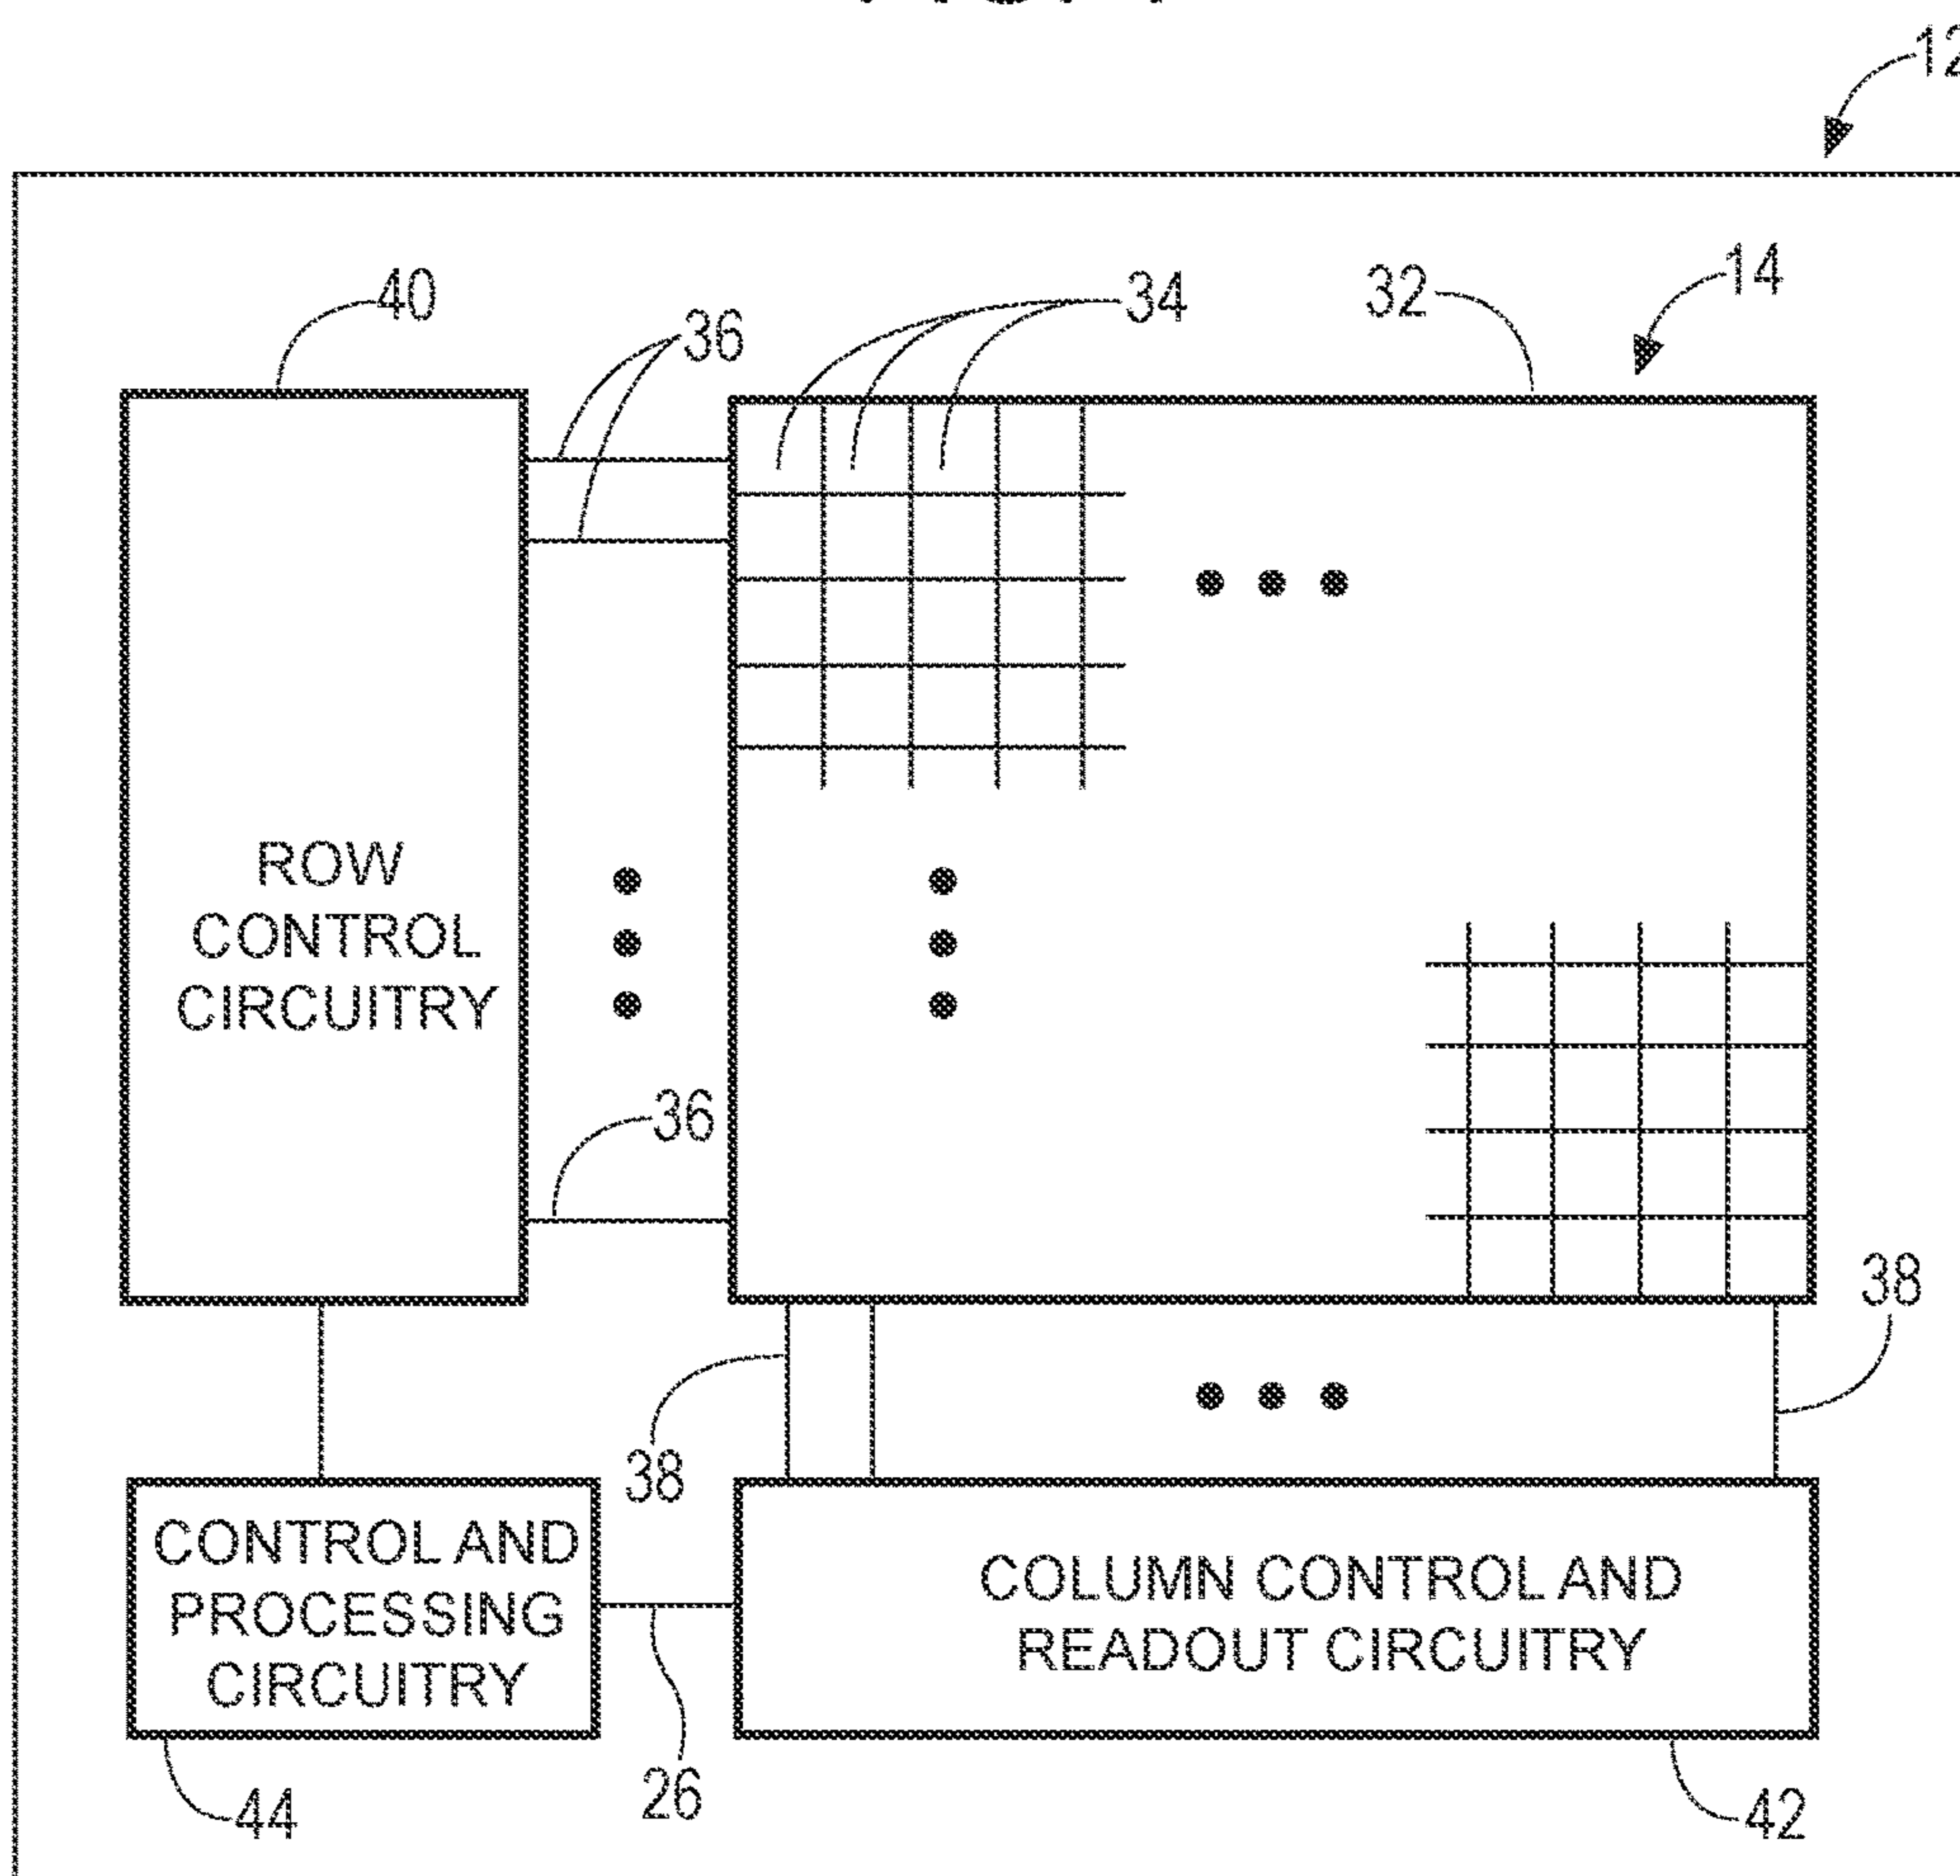 12
14
40
36
34
32
ROW
CONTROL
CIRCUITRY
36
38
38
CONTROL AND
PROCESSING
CIRCUITRY
COLUMN CONTROL AND
READOUT CIRCUITRY
26
44
42